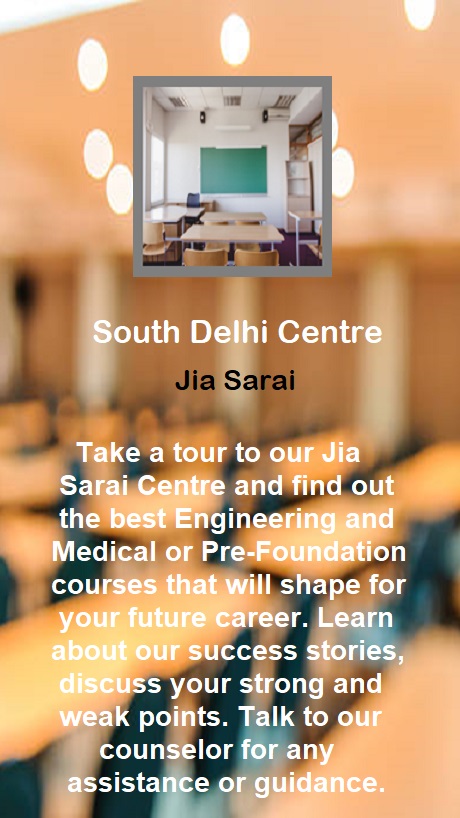 South Delhi Centre
Jia Sarai
Take a tour to our Jia
Sarai Centre and find out
the best Engineering and
Medical or Pre-Foundation
courses that will shape for
your future career. Learn
about our success stories,
discuss your strong and
weak points. Talk to our
counselor for any
assistance or guidance.